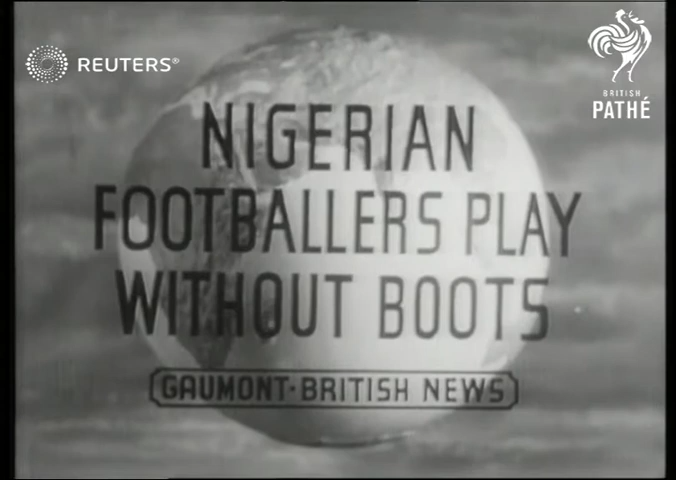 REUTERS®
BRITISH
PATHÉ
NIGERIAN
FOOTBALLERS PLAY
WITHOUT BOOTS
GAUMONT-BRITISH NEWS